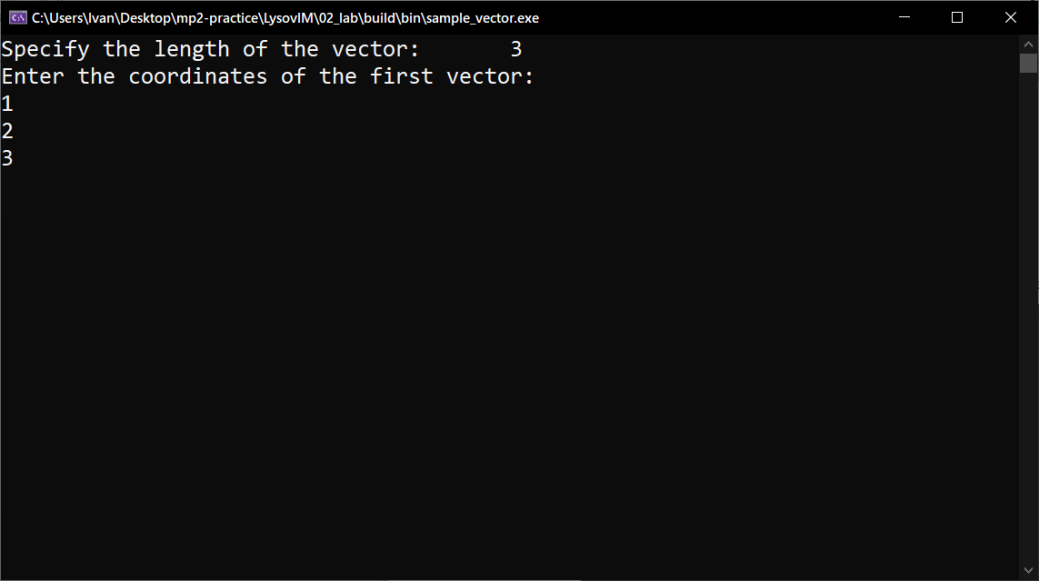 C:\Users\Ivan\Desktop\mp2-practice\LysovIM\02_lab\build\bin\sample_vector.exe
Specify the length of the vector:       3
Enter the coordinates of the first vector:
1
2
3